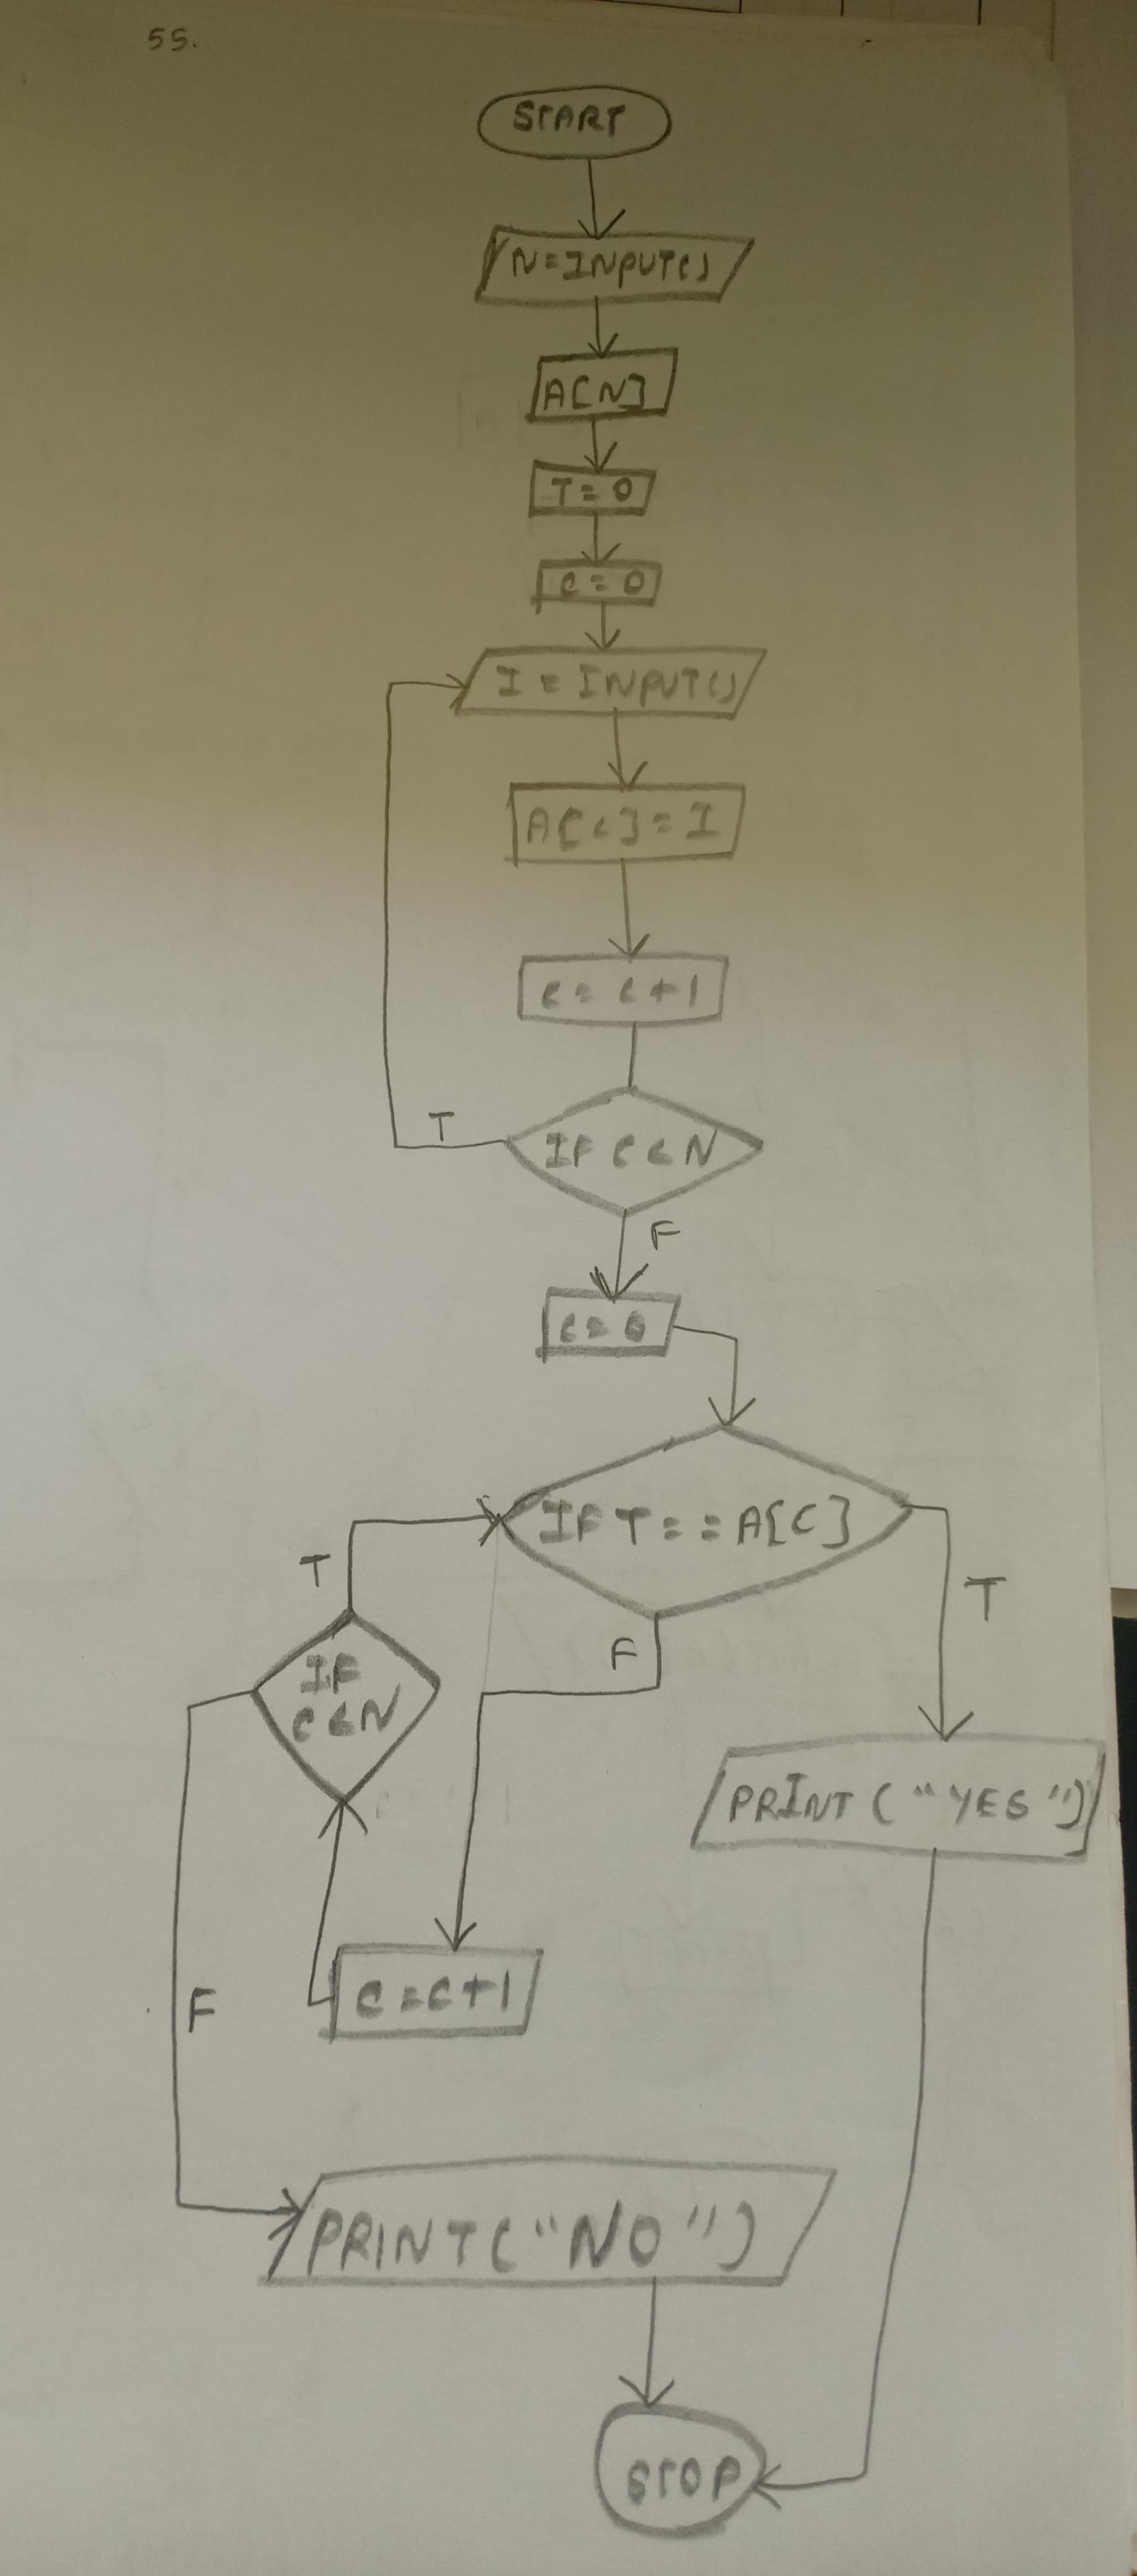 55.
START
N=INPUT()
A[N]
T=0
C=0
I = INPUT()
A[C]=I
C=C+1
IF C<N
T
F
C=0
IF T==A[C]
T
T
F
IF
C<N
PRINT("YES")
C=C+1
F
PRINT("NO")
STOP